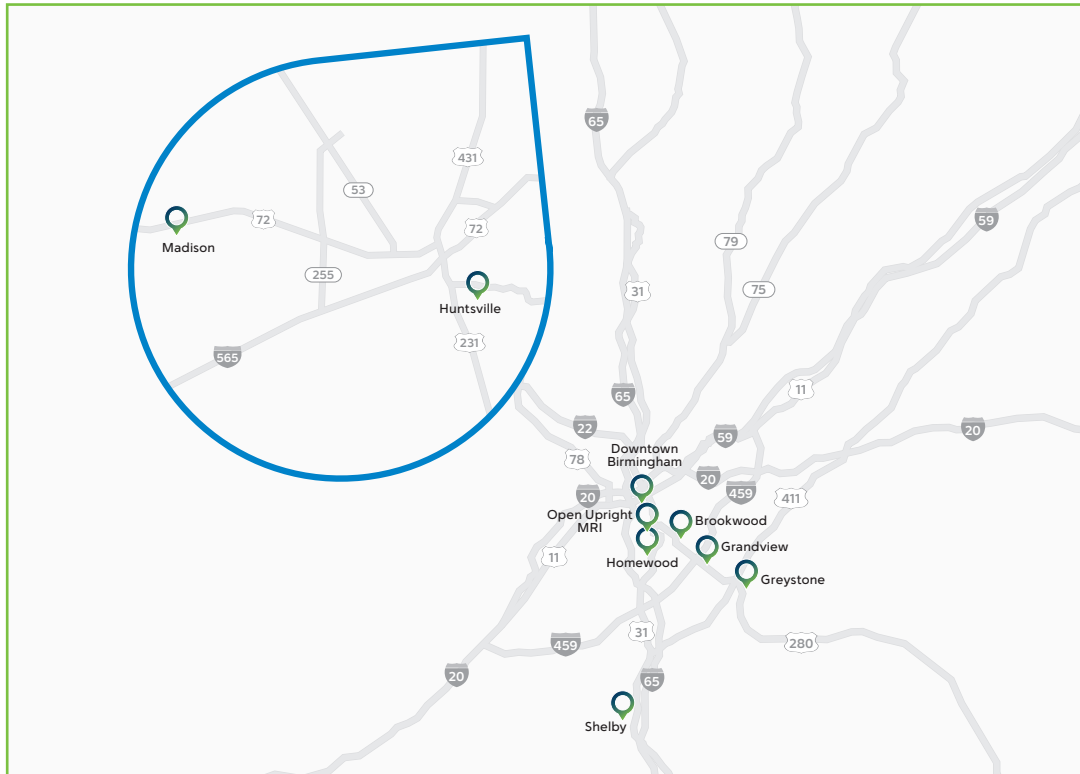 65
431
53
59
72
Madison
72
79
255
Huntsville
31
75
231
565
11
65
22
20
59
Downtown
Birmingham
78
20
459
20
411
Open Upright
MRI
Brookwood
Grandview
11
Homewood
Greystone
31
459
280
20
65
Shelby